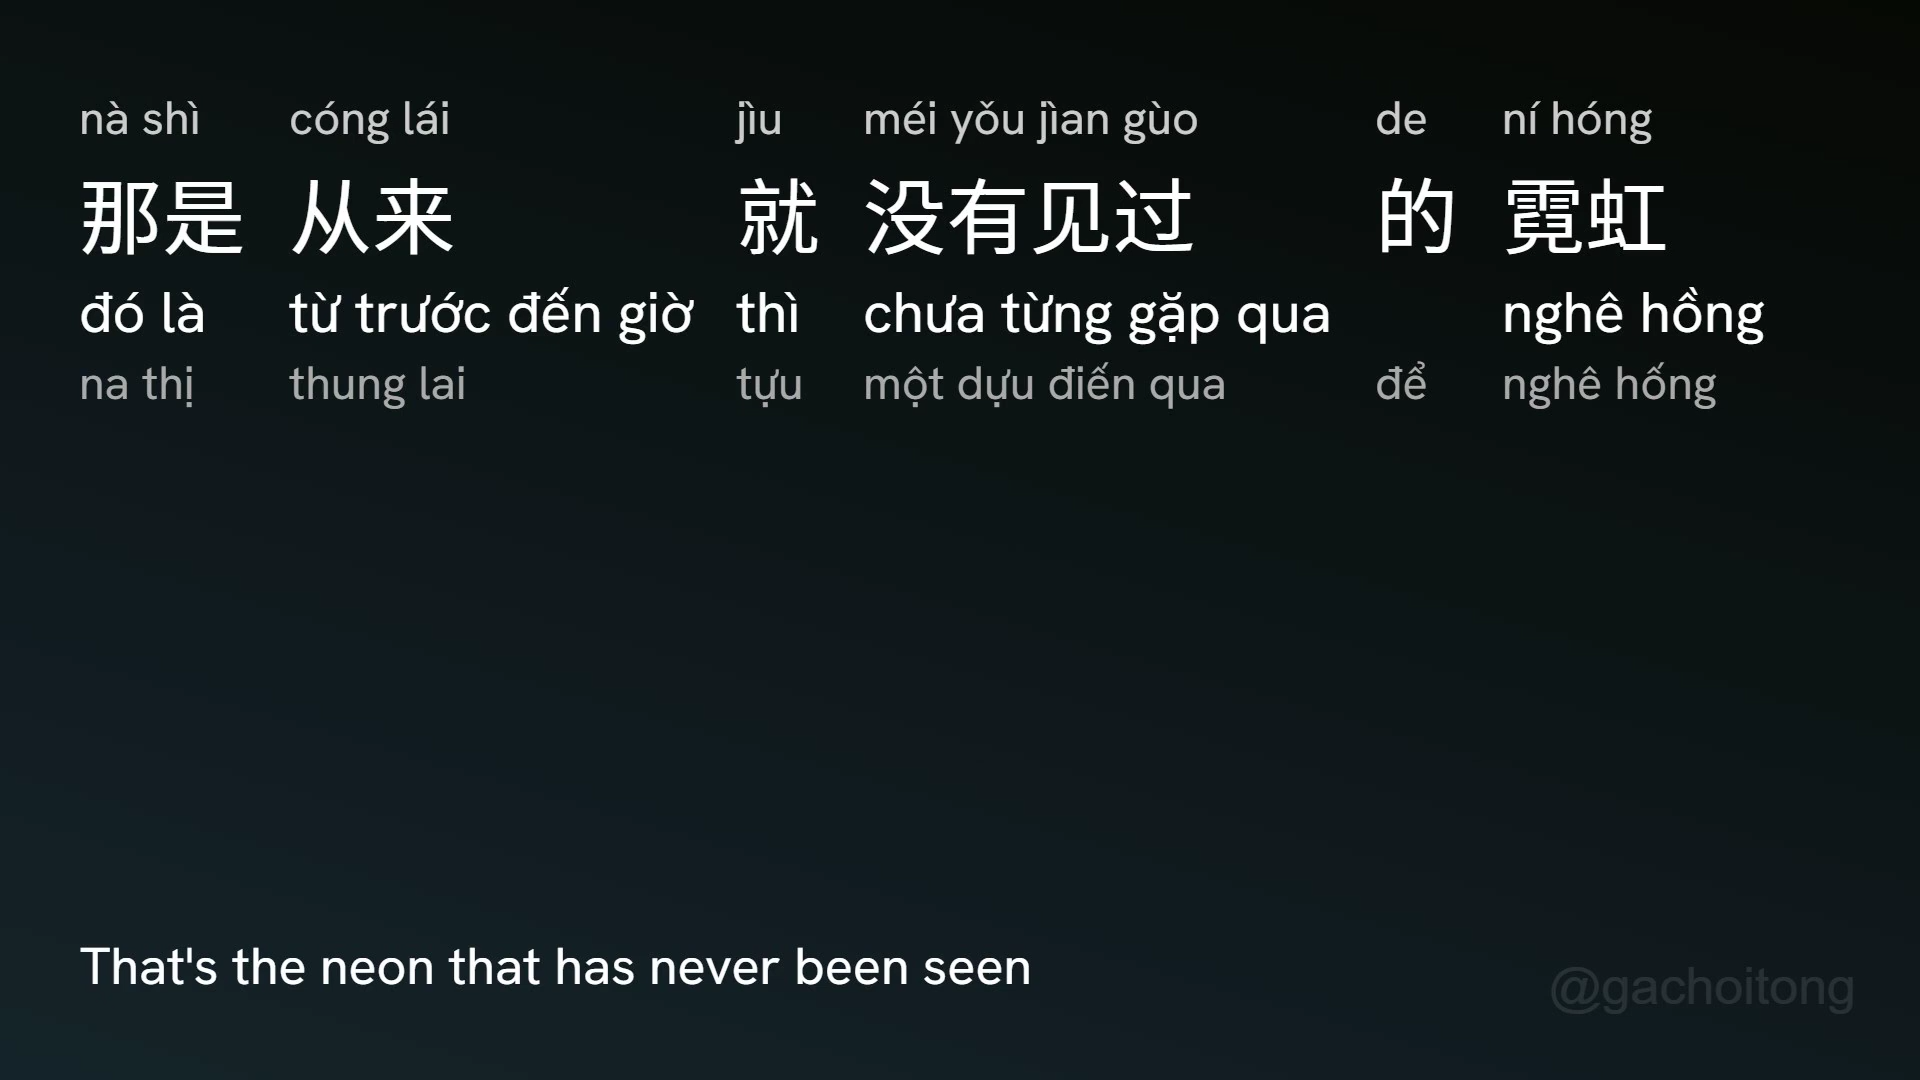 nà shì cóng lái jìu méi yǒu jìan gùo de ní hóng
那是 从来 就 没有见过 的 霓虹
đó là từ trước đến giờ thì chưa từng gặp qua nghê hồng
na thị thung lai tựu một dựu điến qua để nghê hống
That's the neon that has never been seen
@gachoitong